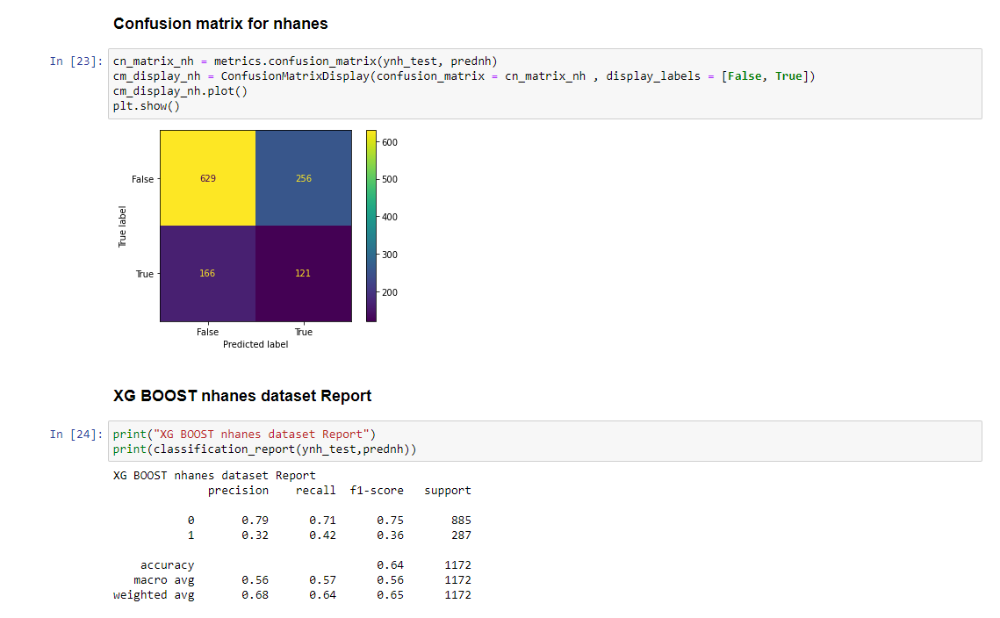 Confusion matrix for nhanes
In [23]: cn_matrix_nh = metrics.confusion_matrix(ynh_test, prednh)
cm_display_nh = ConfusionMatrixDisplay(confusion_matrix = cn_matrix_nh , display_labels = [False, True])
cm_display_nh.plot()
plt.show()
600
False 629 256
500
True label
400
300
True 166 121
200
False True
Predicted label
XG BOOST nhanes dataset Report
In [24]: print("XG BOOST nhanes dataset Report")
print(classification_report(ynh_test,prednh))
XG BOOST nhanes dataset Report
precision recall f1-score support
0 0.79 0.71 0.75 885
1 0.32 0.42 0.36 287
accuracy 0.64 1172
macro avg 0.56 0.57 0.56 1172
weighted avg 0.68 0.64 0.65 1172